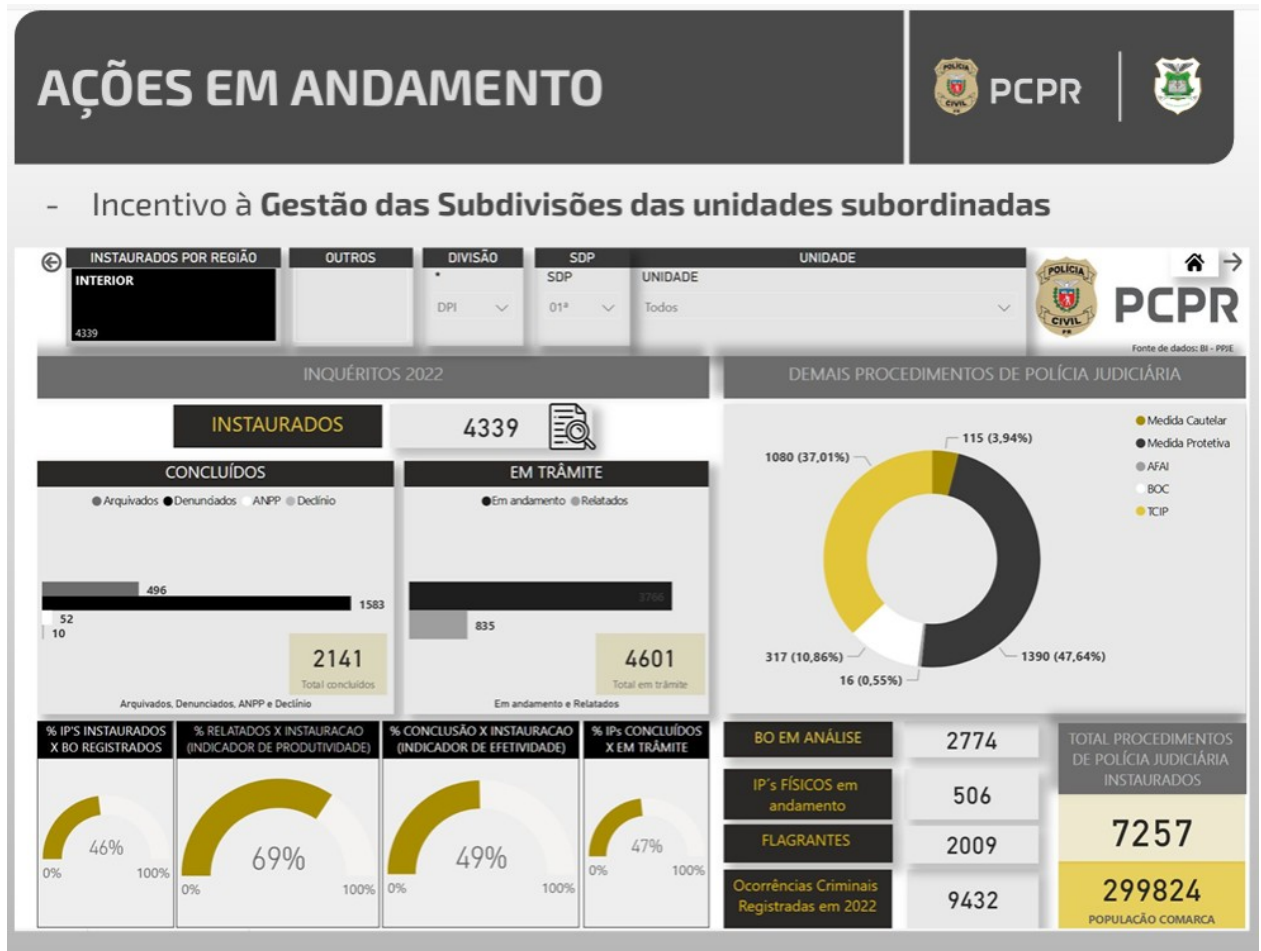 AÇÕES EM ANDAMENTO
POLÍCIA
CIVIL
PR
PCPR
- Incentivo à Gestão das Subdivisões das unidades subordinadas
INSTAURADOS POR REGIÃO
INTERIOR
4339
OUTROS
DIVISÃO
*
DPI
SDP
SDP
01ª
UNIDADE
UNIDADE
Todos
POLÍCIA
CIVIL
PR
PCPR
Fonte de dados: BI - PPJE
INQUÉRITOS 2022
INSTAURADOS
4339
CONCLUÍDOS
Arquivados Denunciados ANPP Declínio
496
1583
52
10
2141
Total concluídos
Arquivados, Denunciados, ANPP e Declínio
EM TRÂMITE
Em andamento Relatados
3766
835
4601
Total em trâmite
Em andamento e Relatados
DEMAIS PROCEDIMENTOS DE POLÍCIA JUDICIÁRIA
115 (3,94%)
1080 (37,01%)
317 (10,86%)
16 (0,55%)
1390 (47,64%)
Medida Cautelar
Medida Protetiva
AFAI
BOC
TCIP
% IP'S INSTAURADOS
X BO REGISTRADOS
46%
0%
100%
% RELATADOS X INSTAURACAO
(INDICADOR DE PRODUTIVIDADE)
69%
0%
100%
% CONCLUSÃO X INSTAURACAO
(INDICADOR DE EFETIVIDADE)
49%
0%
100%
% IPs CONCLUÍDOS
X EM TRÂMITE
47%
0%
100%
BO EM ANÁLISE
2774
IP´s FÍSICOS em
andamento
506
FLAGRANTES
2009
Ocorrências Criminais
Registradas em 2022
9432
TOTAL PROCEDIMENTOS
DE POLÍCIA JUDICIÁRIA
INSTAURADOS
7257
299824
POPULAÇÃO COMARCA